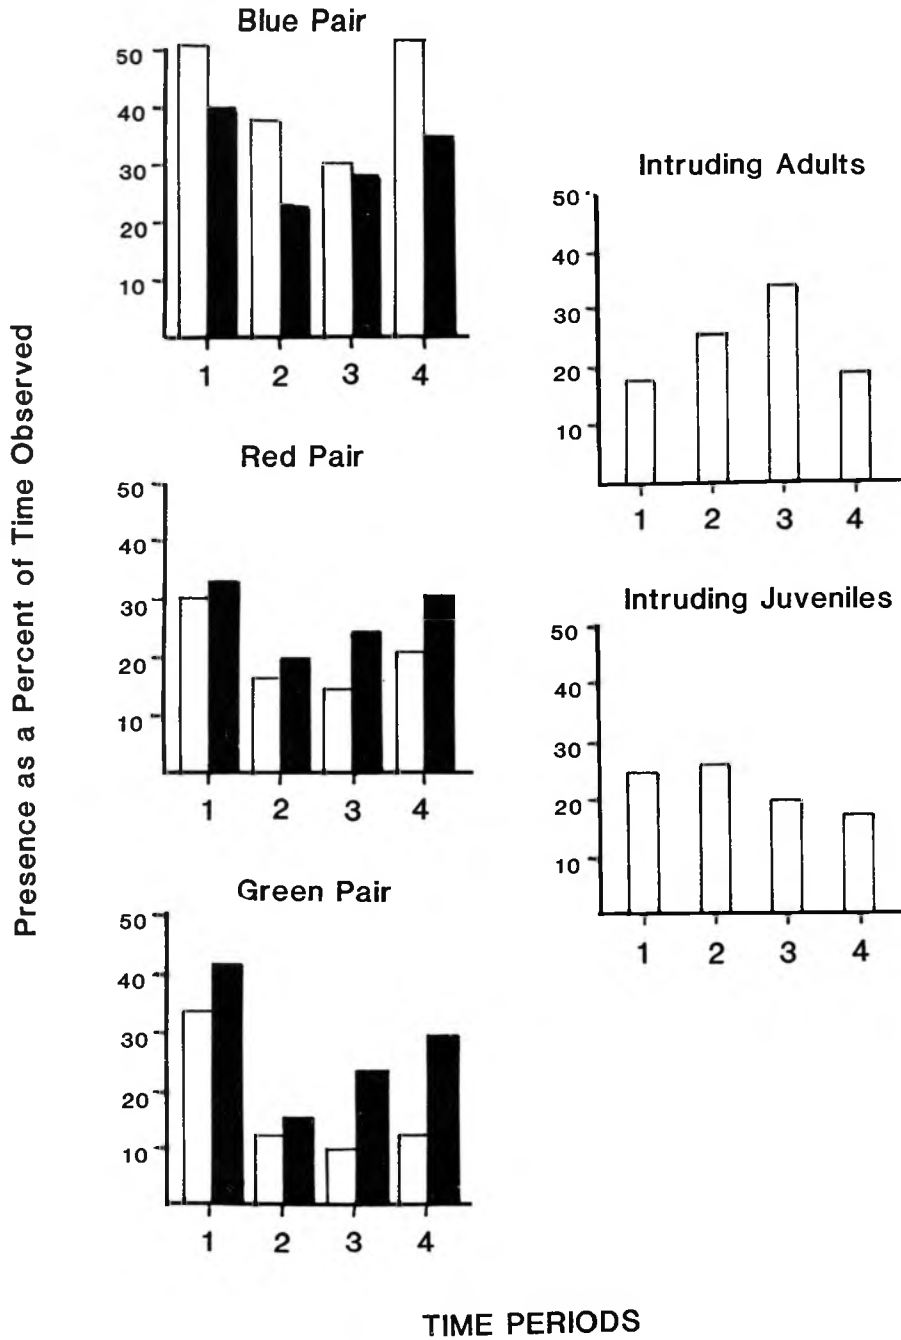 Presence as a Percent of Time Observed
Blue Pair
50
40
30
20
10
1 2 3 4
Red Pair
50
40
30
20
10
1 2 3 4
Green Pair
50
40
30
20
10
1 2 3 4
Intruding Adults
50
40
30
20
10
1 2 3 4
Intruding Juveniles
50
40
30
20
10
1 2 3 4
TIME PERIODS